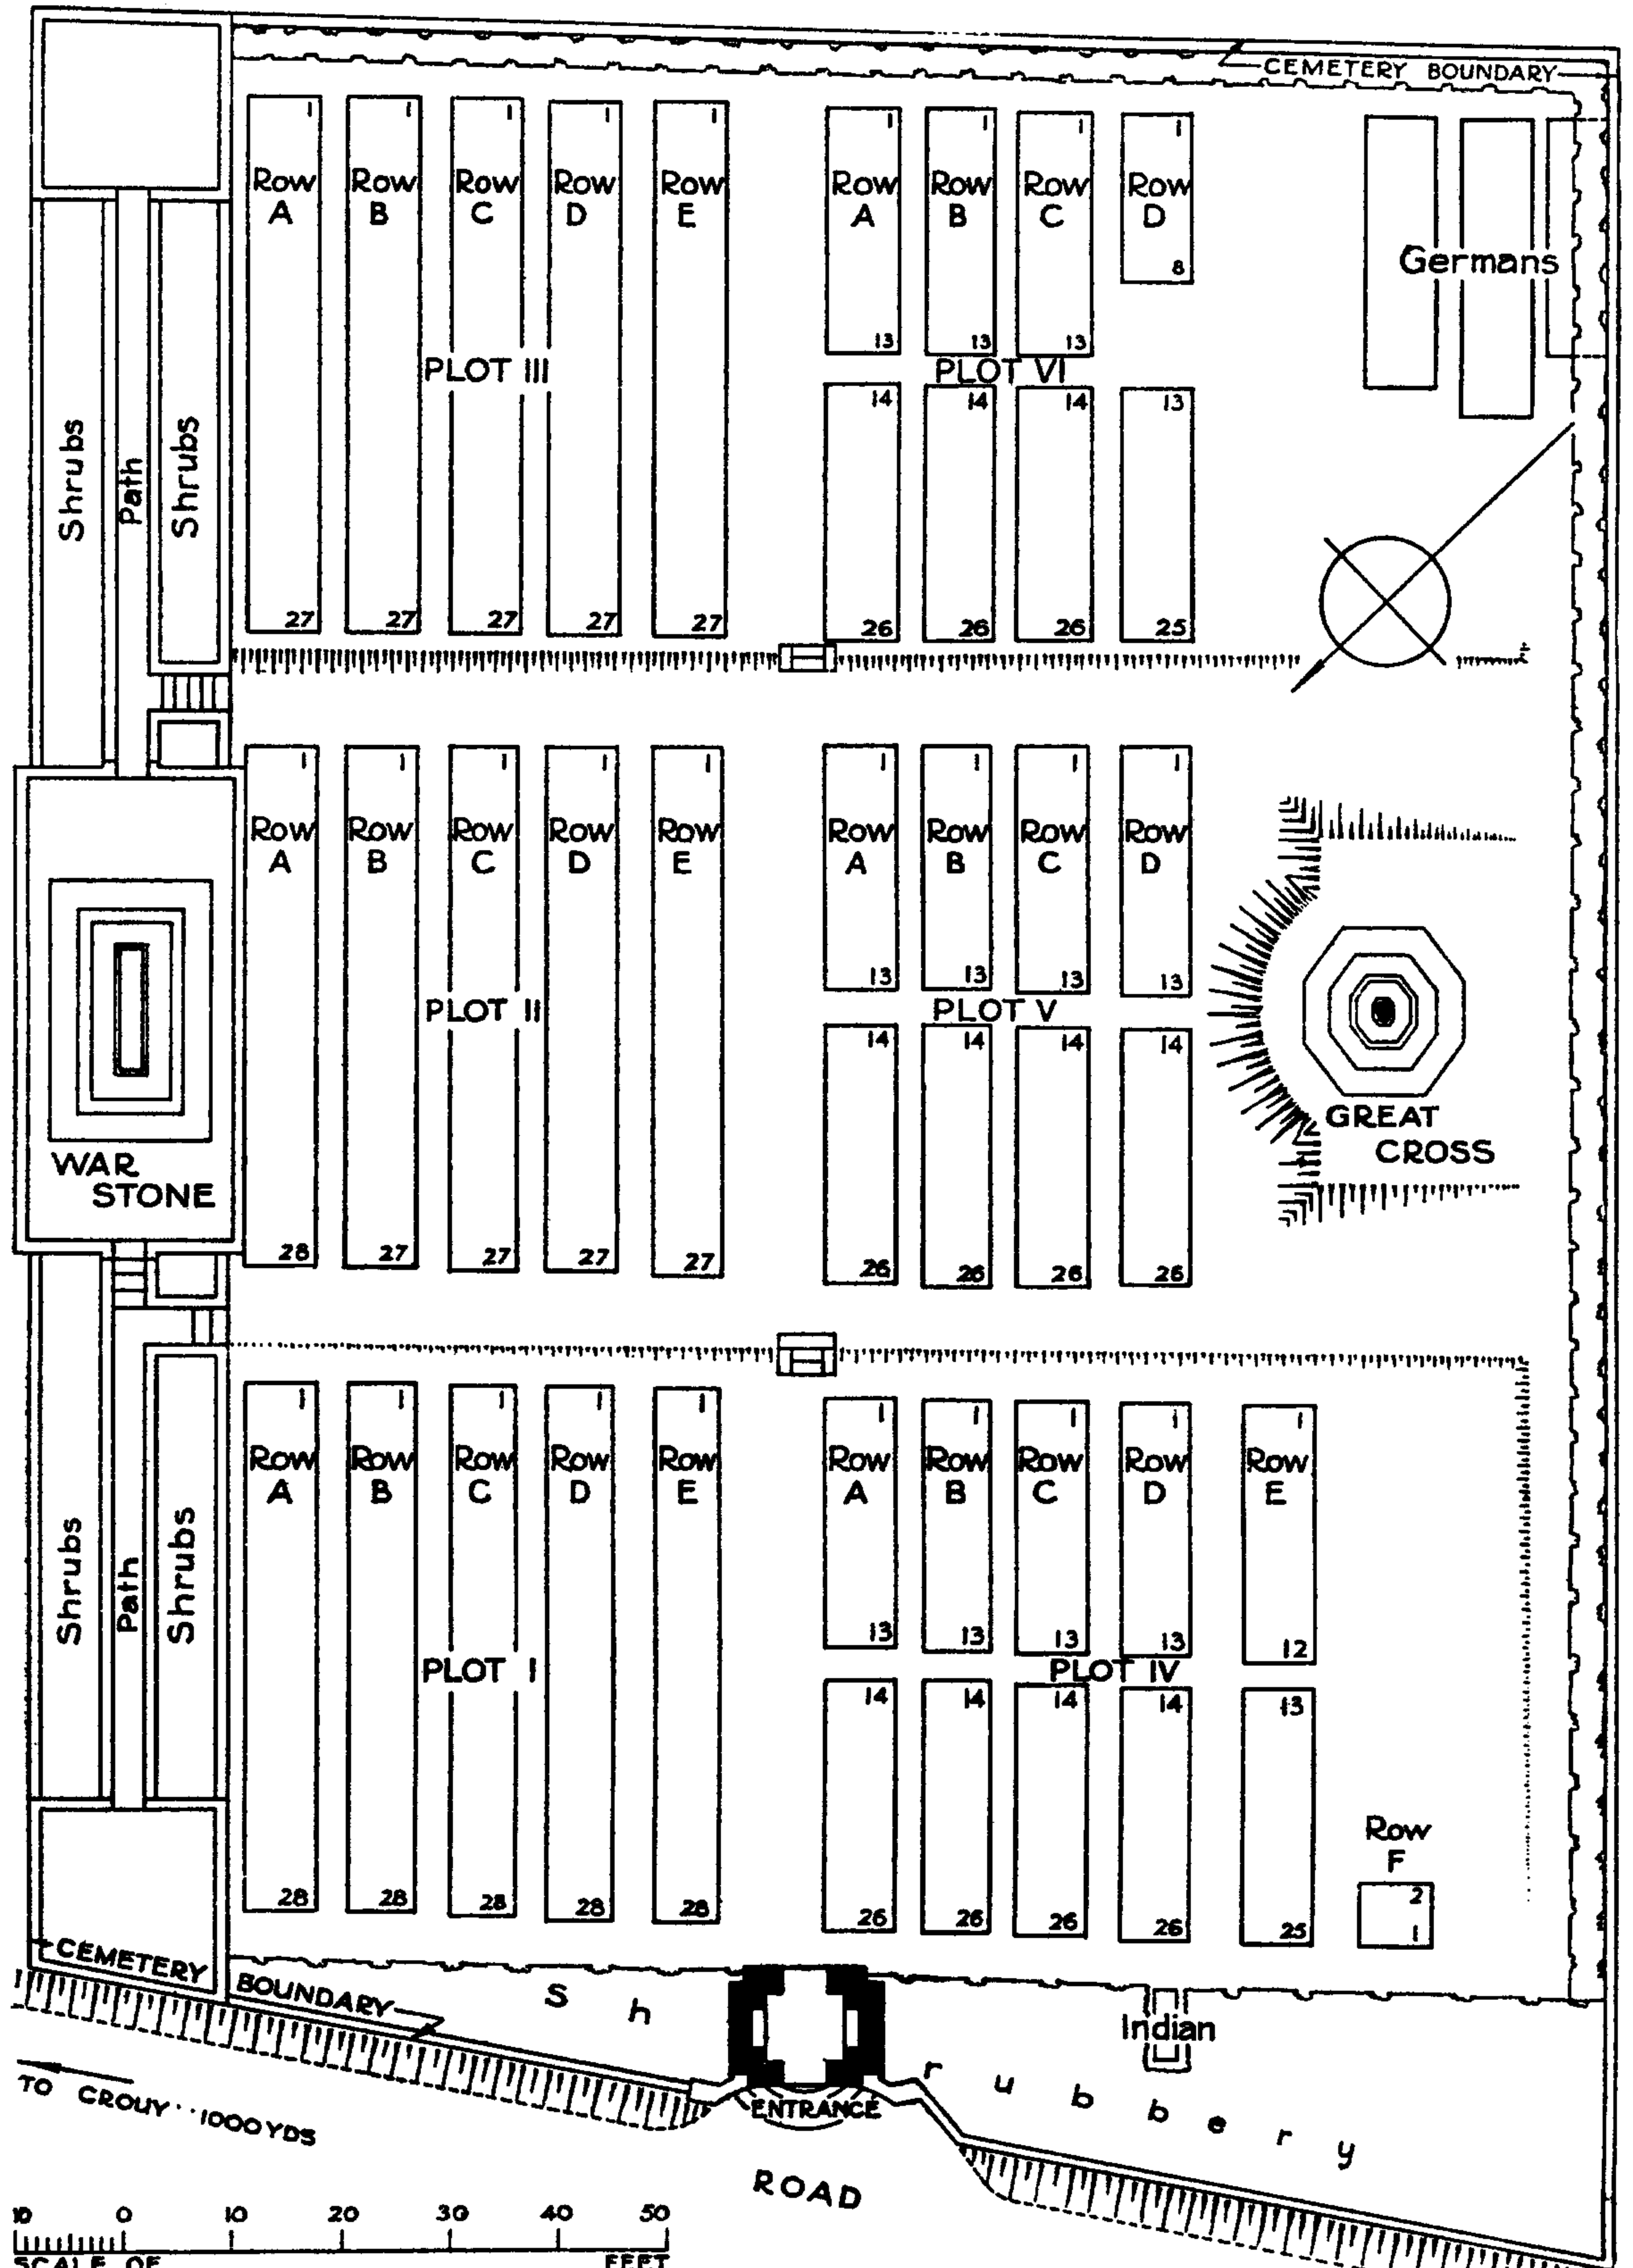 CEMETERY BOUNDARY
1 1 1 1 1 1 1 1 1
Row Row Row Row Row Row Row Row Row
A B C D E A B C D
8
Germans
13 13 13
PLOT III PLOT VI
14 14 14 13
Shrubs Path Shrubs
27 27 27 27 27 26 26 26 25
1 1 1 1 1 1 1 1 1
Row Row Row Row Row Row Row Row Row
A B C D E A B C D
13 13 13 13
PLOT II PLOT V
14 14 14 14
GREAT
CROSS
WAR
STONE
28 27 27 27 27 26 26 26 26
1 1 1 1 1 1 1 1 1 1
Row Row Row Row Row Row Row Row Row Row
A B C D E A B C D E
Shrubs Path Shrubs
13 13 13 13 12
PLOT I PLOT IV
14 14 14 14 13
Row
F
28 28 28 28 28 26 26 26 26 25
2
1
CEMETERY BOUNDARY
Shrubbery
Indian
ENTRANCE
TO CROUY · · 1000 YDS
ROAD
10 0 10 20 30 40 50
SCALE OF FEET